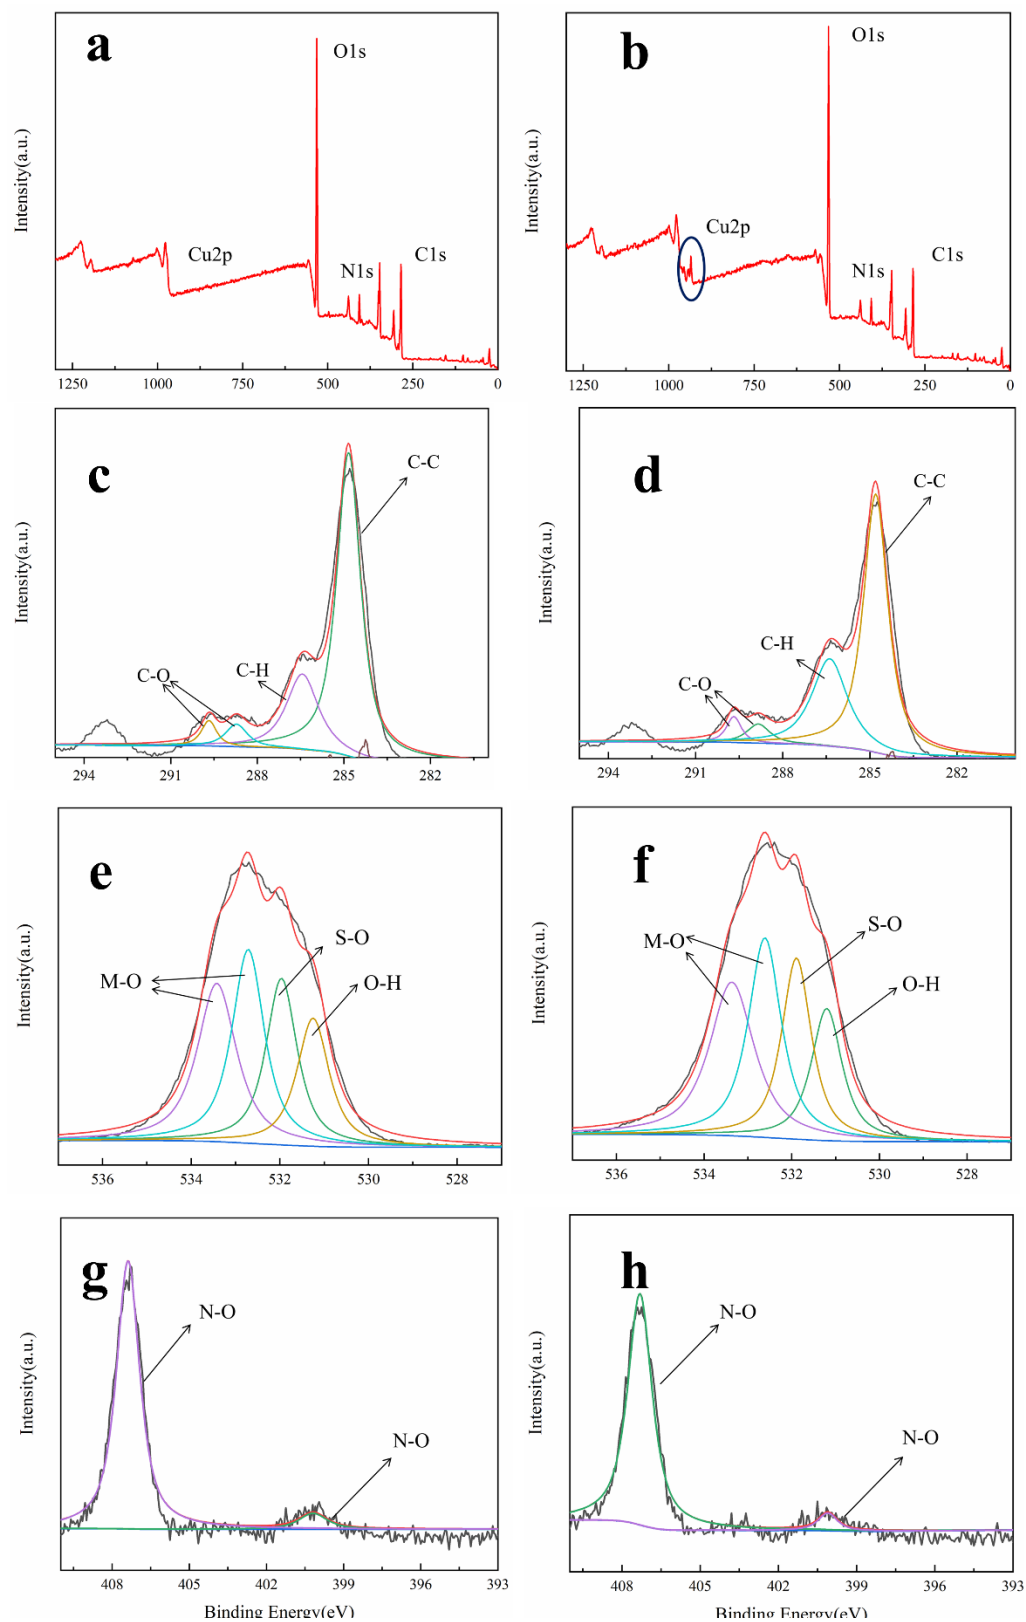 a
O1s
Cu2p
N1s
C1s
Intensity(a.u.)
1250 1000 750 500 250 0
b
O1s
Cu2p
N1s
C1s
Intensity(a.u.)
1250 1000 750 500 250 0
c
C-C
C-H
C-O
Intensity(a.u.)
294 291 288 285 282
d
C-C
C-H
C-O
Intensity(a.u.)
294 291 288 285 282
e
M-O
S-O
O-H
Intensity(a.u.)
536 534 532 530 528
f
M-O
S-O
O-H
Intensity(a.u.)
536 534 532 530 528
g
N-O
N-O
Intensity(a.u.)
408 405 402 399 396 393
Binding Energy(eV)
h
N-O
N-O
Intensity(a.u.)
408 405 402 399 396 393
Binding Energy(eV)